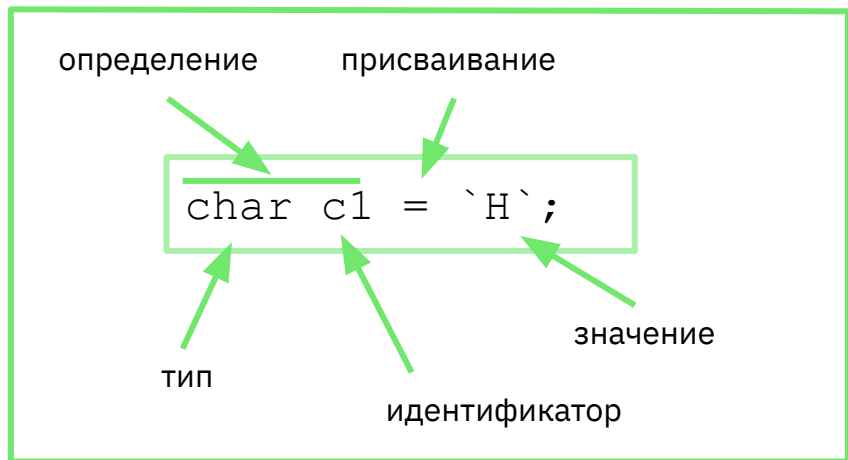 определение присваивание
char c1 = `H`;
значение
тип
идентификатор